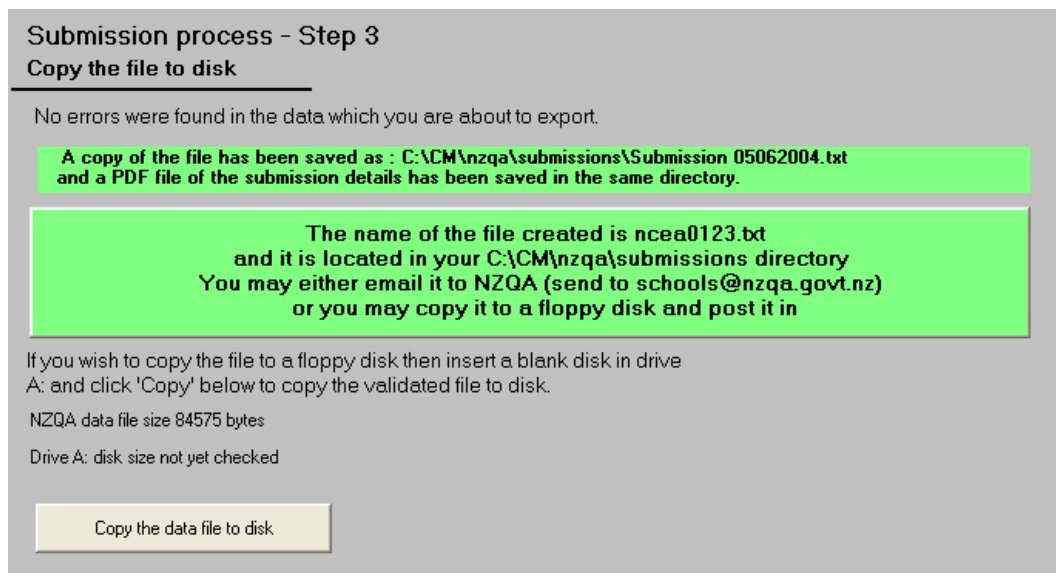 Submission process - Step 3
Copy the file to disk
No errors were found in the data which you are about to export.
A copy of the file has been saved as : C:\CM\nzqa\submissions\Submission 05062004.txt
and a PDF file of the submission details has been saved in the same directory.
The name of the file created is ncea0123.txt
and it is located in your C:\CM\nzqa\submissions directory
You may either email it to NZQA (send to schools@nzqa.govt.nz)
or you may copy it to a floppy disk and post it in
If you wish to copy the file to a floppy disk then insert a blank disk in drive
A: and click 'Copy' below to copy the validated file to disk.
NZQA data file size 84575 bytes
Drive A: disk size not yet checked
Copy the data file to disk